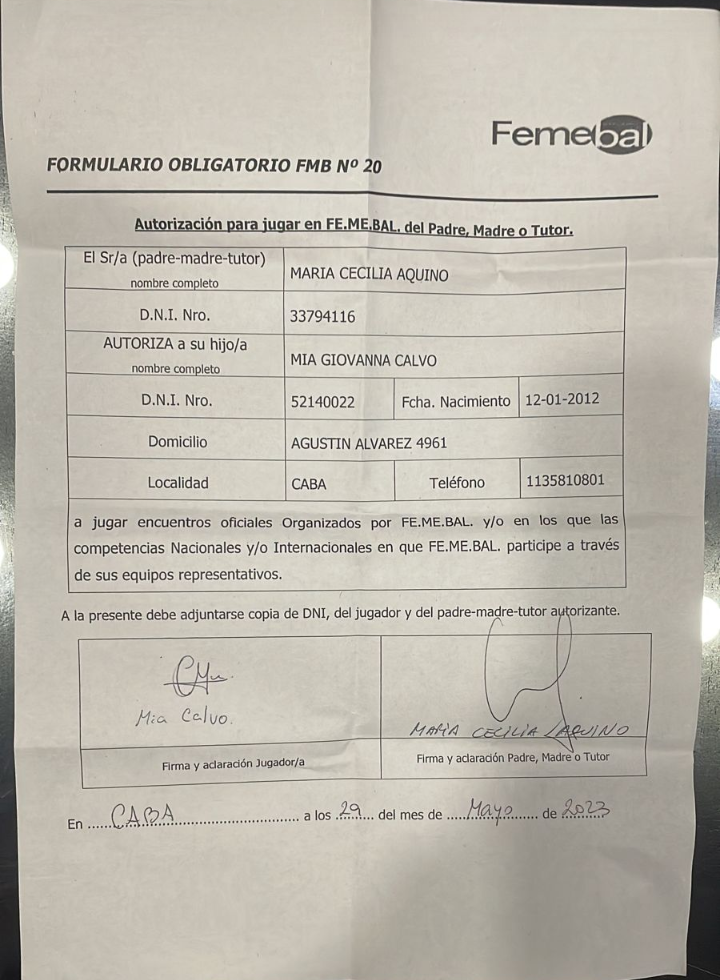 Femebal
FORMULARIO OBLIGATORIO FMB Nº 20
Autorización para jugar en FE.ME.BAL. del Padre, Madre o Tutor.
El Sr/a (padre-madre-tutor)
nombre completo
MARIA CECILIA AQUINO
D.N.I. Nro.
33794116
AUTORIZA a su hijo/a
nombre completo
MIA GIOVANNA CALVO
D.N.I. Nro.
52140022
Fcha. Nacimiento
12-01-2012
Domicilio
AGUSTIN ALVAREZ 4961
Localidad
CABA
Teléfono
1135810801
a jugar encuentros oficiales Organizados por FE.ME.BAL. y/o en los que las
competencias Nacionales y/o Internacionales en que FE.ME.BAL. participe a través
de sus equipos representativos.
A la presente debe adjuntarse copia de DNI, del jugador y del padre-madre-tutor autorizante.
Mia Calvo.
MARIA CECILIA AQUINO
Firma y aclaración Jugador/a
Firma y aclaración Padre, Madre o Tutor
En ...... CABA ............................... a los .29.... del mes de ..... Mayo....... de 2023